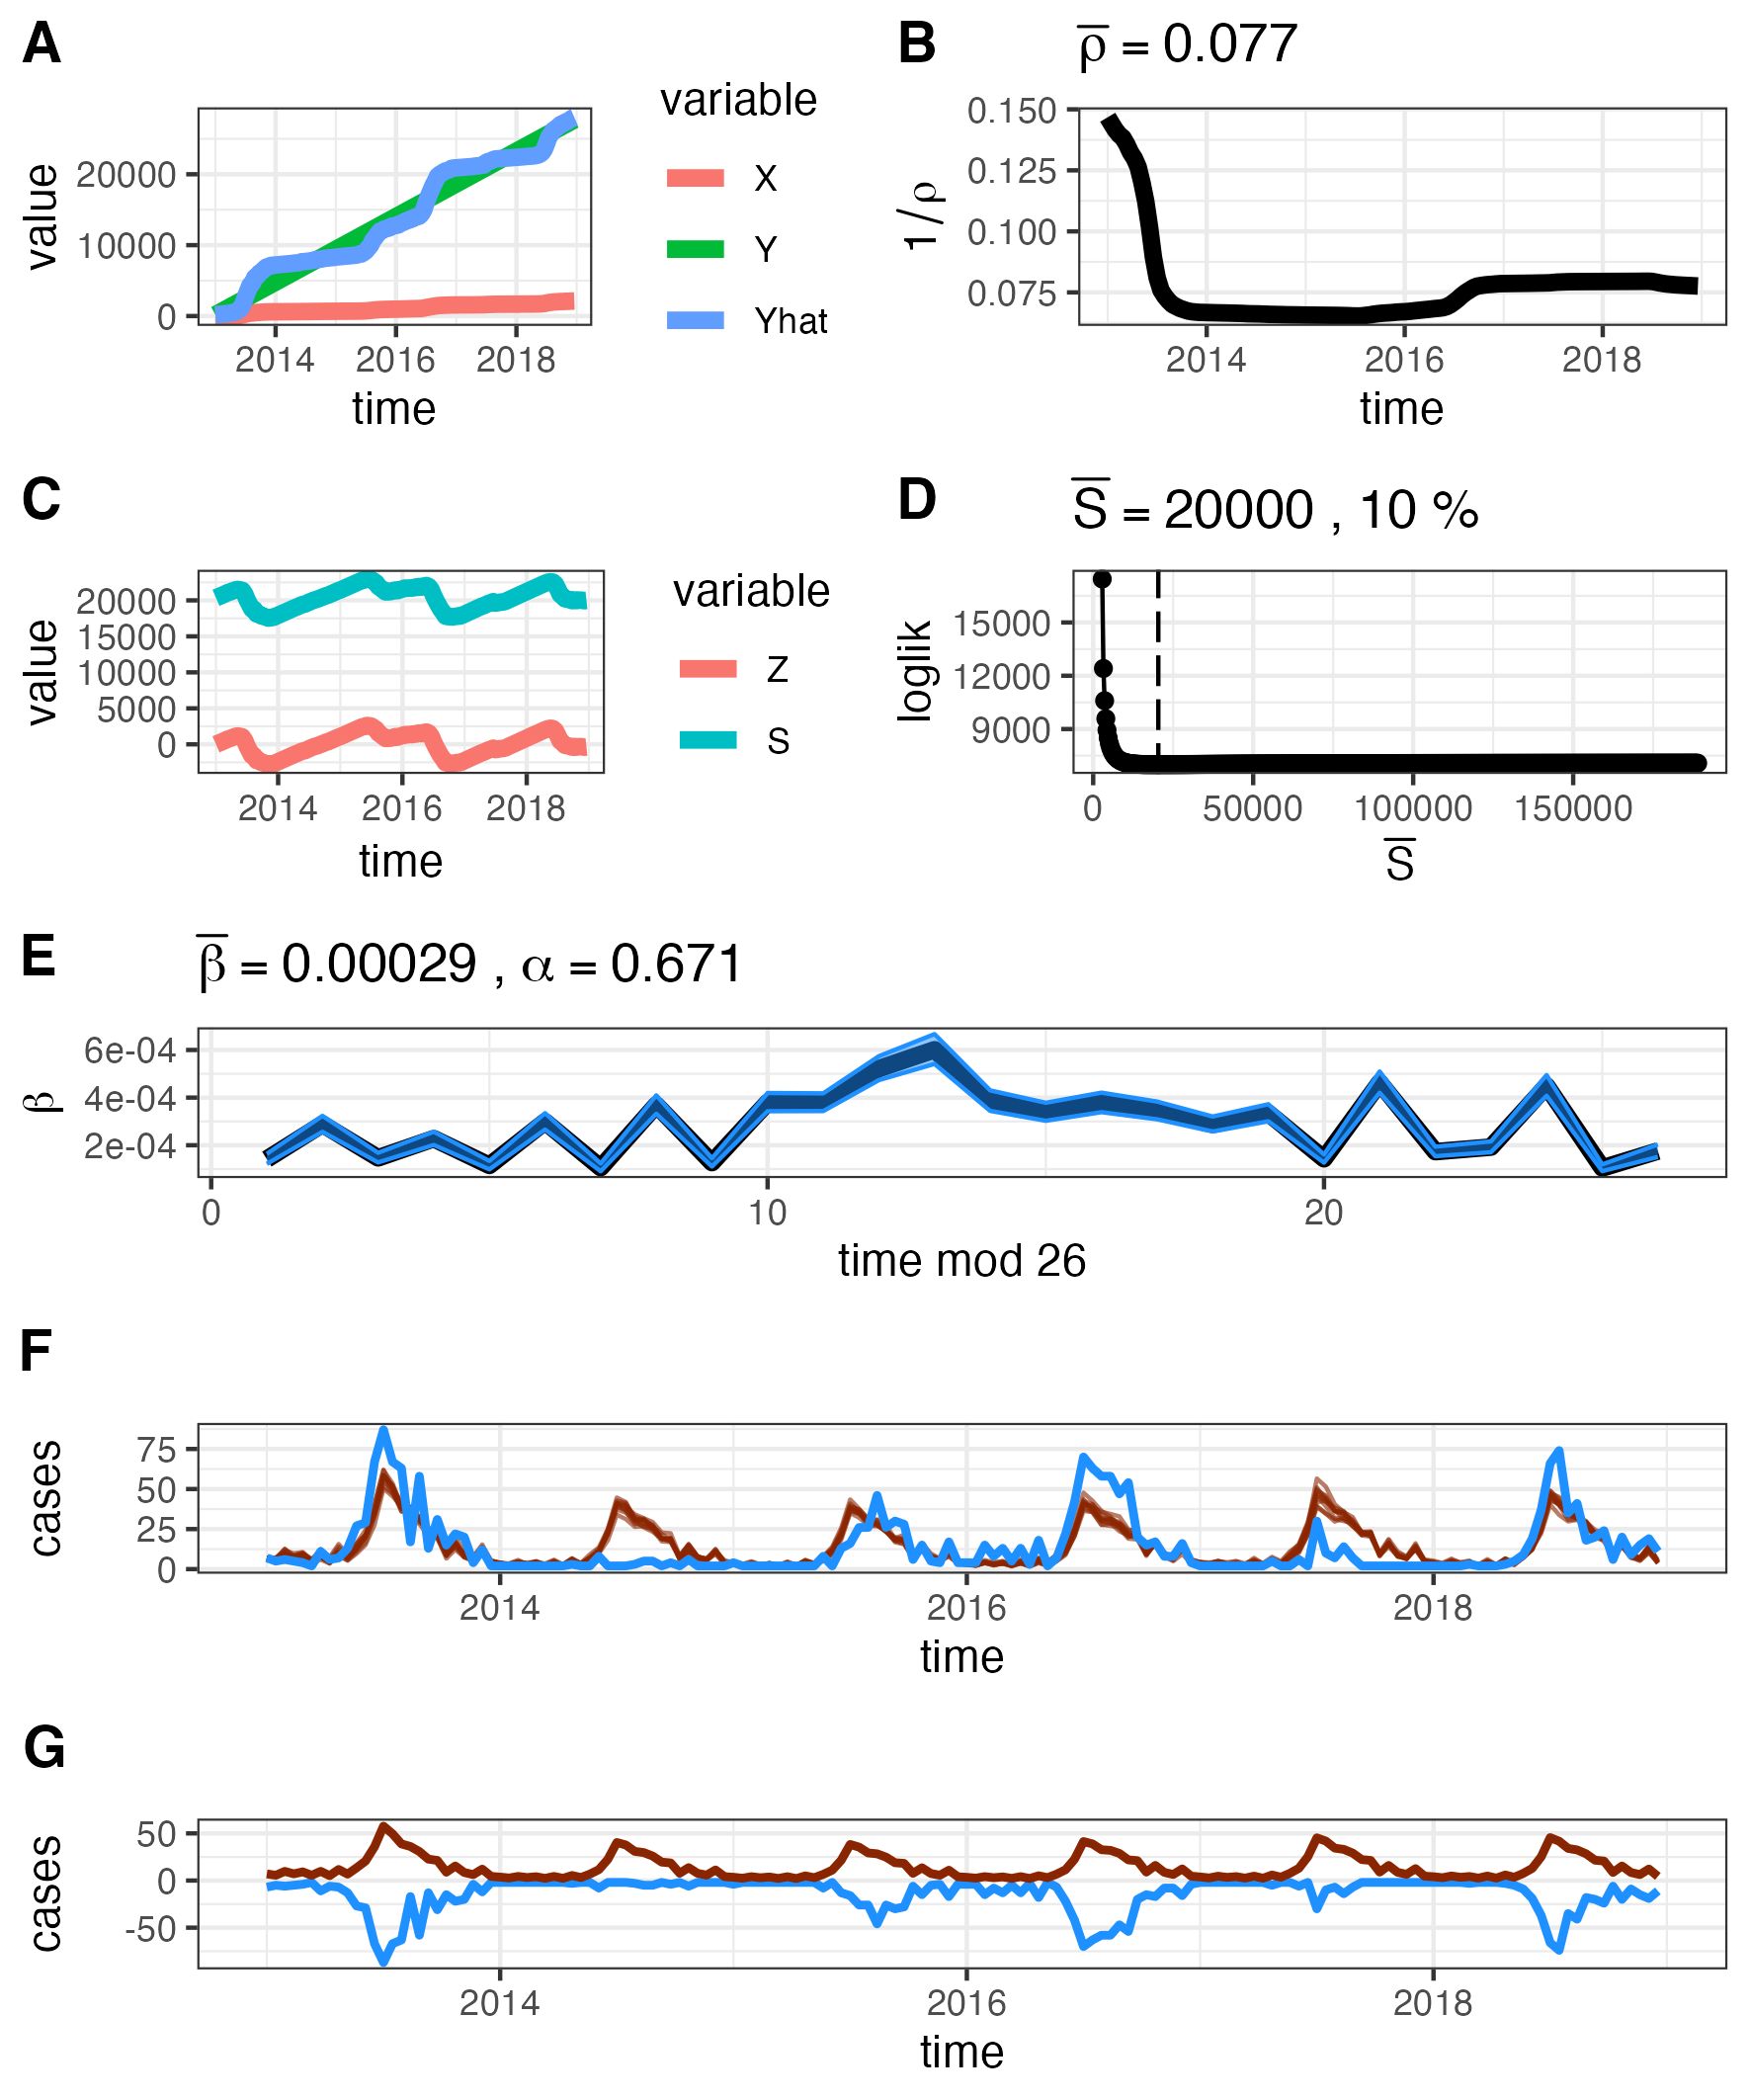 A
variable
X
Y
Yhat
value
20000
10000
0
2014 2016 2018
time
B
ρ̅ = 0.077
1/ρ
0.150
0.125
0.100
0.075
2014 2016 2018
time
C
variable
Z
S
value
20000
15000
10000
5000
0
2014 2016 2018
time
D
S̅ = 20000 , 10 %
loglik
15000
12000
9000
0 50000 100000 150000
S̅
E
β̅ = 0.00029 , α = 0.671
β
6e-04
4e-04
2e-04
0 10 20
time mod 26
F
cases
75
50
25
0
2014 2016 2018
time
G
cases
50
0
-50
2014 2016 2018
time